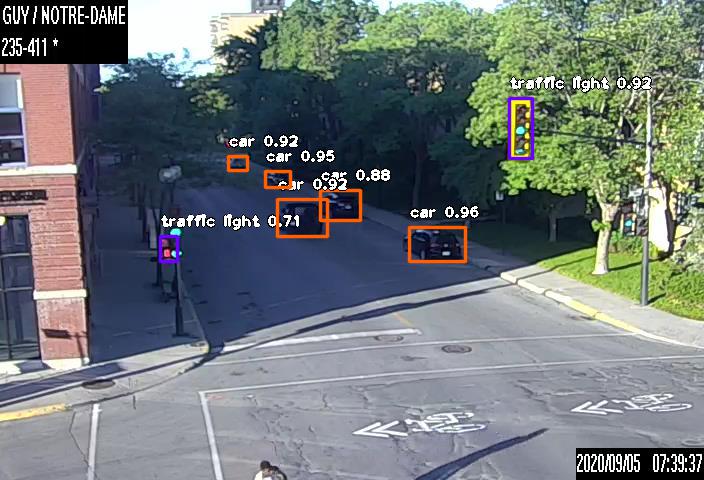 GUY / NOTRE-DAME
235-411 *
traffic light 0.92
car 0.92
car 0.95
car 0.88
car 0.92
car 0.96
traffic light 0.71
2020/09/05 07:39:37